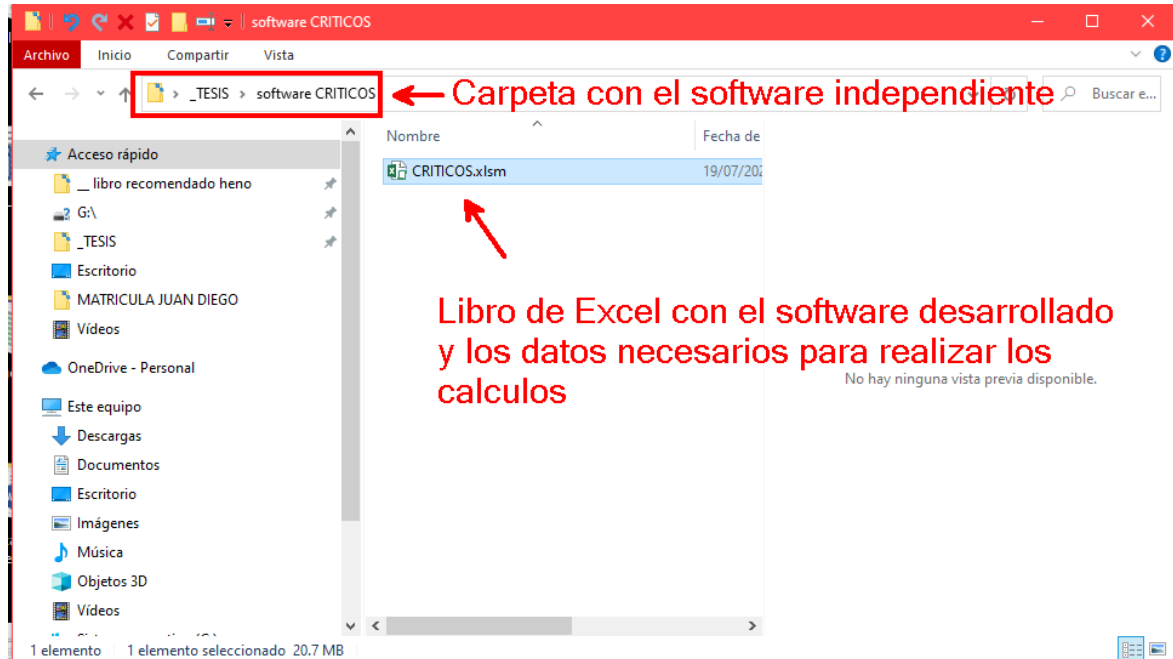 software CRITICOS
Archivo Inicio Compartir Vista
_TESIS > software CRITICOS
Carpeta con el software independiente
Buscar e...
Nombre
Fecha de
Acceso rápido
CRITICOS.xlsm
19/07/202
__ libro recomendado heno
G:\
_TESIS
Escritorio
MATRICULA JUAN DIEGO
Vídeos
Libro de Excel con el software desarrollado
y los datos necesarios para realizar los
calculos
No hay ninguna vista previa disponible.
OneDrive - Personal
Este equipo
Descargas
Documentos
Escritorio
Imágenes
Música
Objetos 3D
Vídeos
1 elemento
1 elemento seleccionado 20.7 MB